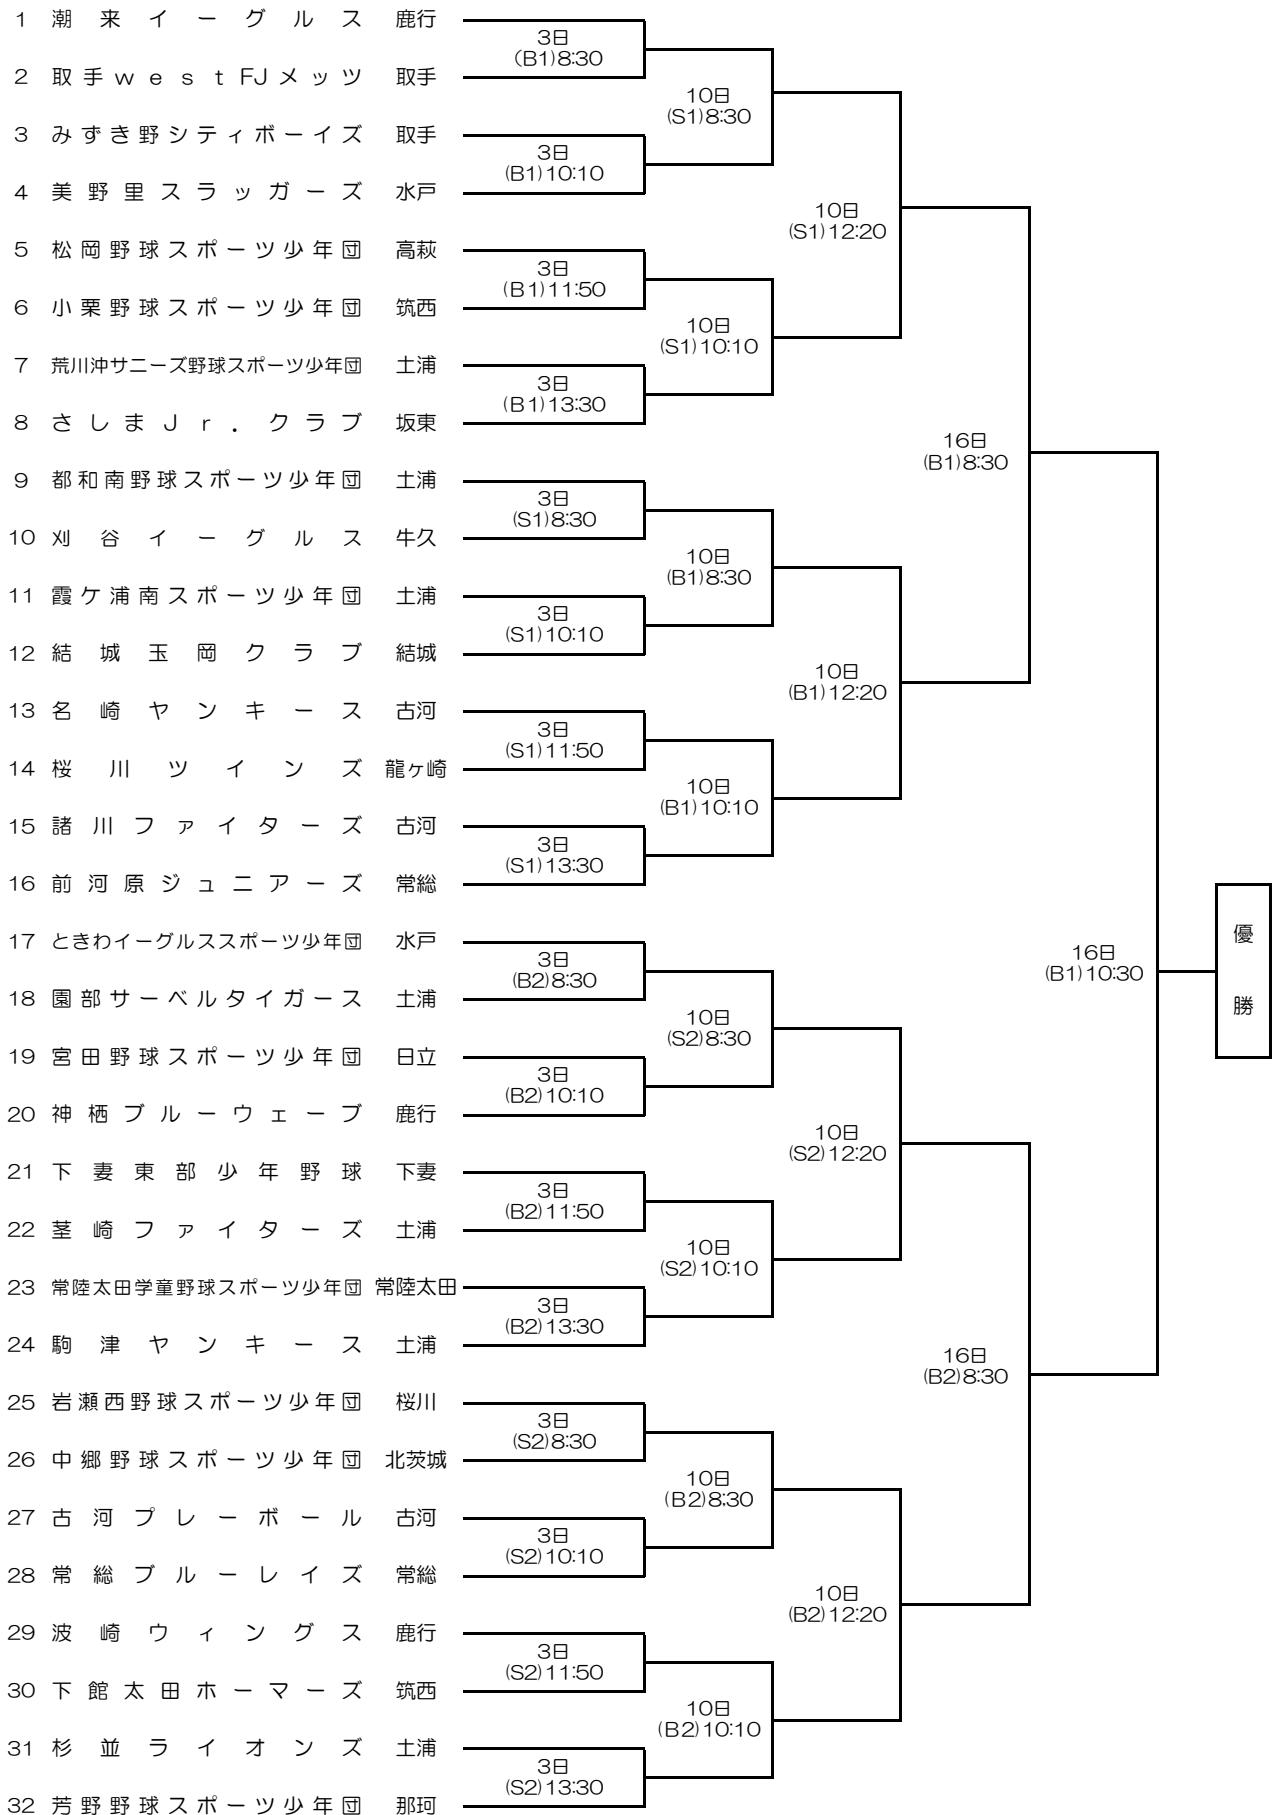 1 潮来イーグルス 鹿行
3日
(B1)8:30
2 取手westFJメッツ 取手
10日
(S1)8:30
3 みずき野シティボーイズ 取手
3日
(B1)10:10
4 美野里スラッガーズ 水戸
10日
(S1)12:20
5 松岡野球スポーツ少年団 高萩
3日
(B1)11:50
6 小栗野球スポーツ少年団 筑西
10日
(S1)10:10
7 荒川沖サニーズ野球スポーツ少年団 土浦
3日
(B1)13:30
8 さしまJr.クラブ 坂東
16日
(B1)8:30
9 都和南野球スポーツ少年団 土浦
3日
(S1)8:30
10 刈谷イーグルス 牛久
10日
(B1)8:30
11 霞ケ浦南スポーツ少年団 土浦
3日
(S1)10:10
12 結城玉岡クラブ 結城
10日
(B1)12:20
13 名崎ヤンキース 古河
3日
(S1)11:50
14 桜川ツインズ 龍ヶ崎
10日
(B1)10:10
15 諸川ファイターズ 古河
3日
(S1)13:30
16 前河原ジュニアーズ 常総
優
勝
17 ときわイーグルススポーツ少年団 水戸
16日
(B1)10:30
3日
(B2)8:30
18 園部サーベルタイガース 土浦
10日
(S2)8:30
19 宮田野球スポーツ少年団 日立
3日
(B2)10:10
20 神栖ブルーウェーブ 鹿行
10日
(S2)12:20
21 下妻東部少年野球 下妻
3日
(B2)11:50
22 茎崎ファイターズ 土浦
10日
(S2)10:10
23 常陸太田学童野球スポーツ少年団 常陸太田
3日
(B2)13:30
24 駒津ヤンキース 土浦
16日
(B2)8:30
25 岩瀬西野球スポーツ少年団 桜川
3日
(S2)8:30
26 中郷野球スポーツ少年団 北茨城
10日
(B2)8:30
27 古河プレーボール 古河
3日
(S2)10:10
28 常総ブルーレイズ 常総
10日
(B2)12:20
29 波崎ウィングス 鹿行
3日
(S2)11:50
30 下館太田ホーマーズ 筑西
10日
(B2)10:10
31 杉並ライオンズ 土浦
3日
(S2)13:30
32 芳野野球スポーツ少年団 那珂